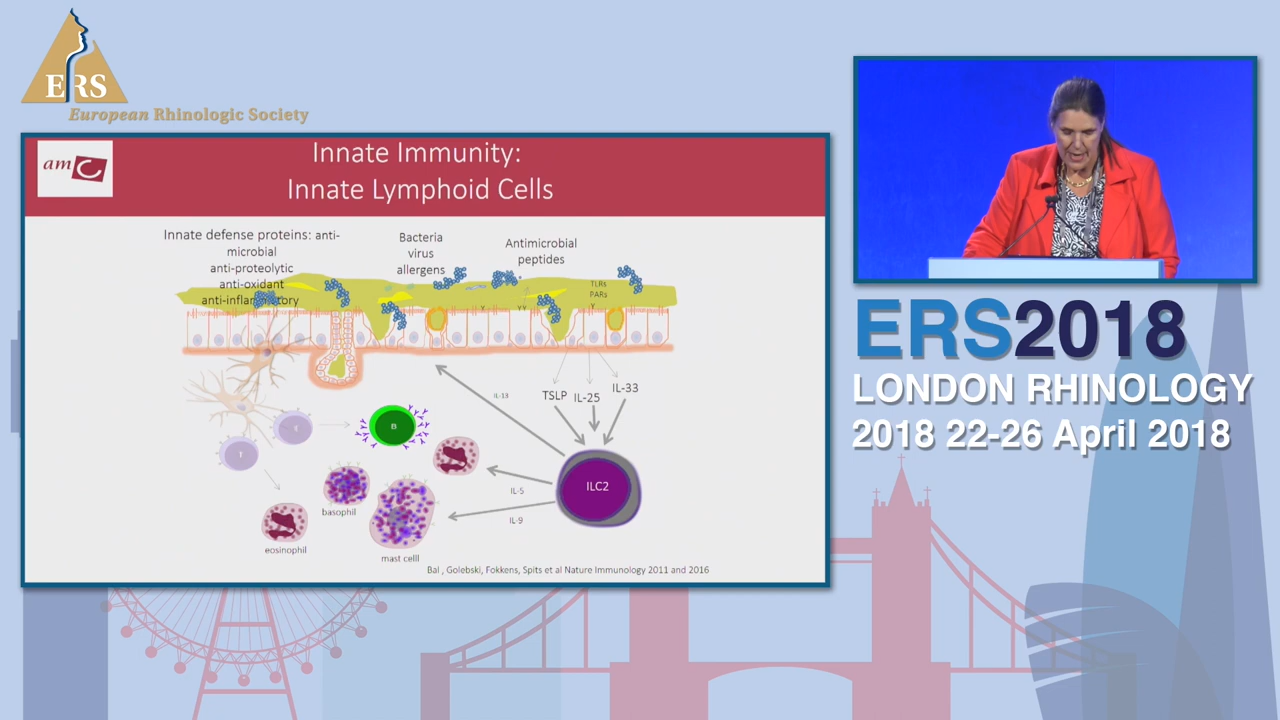 ERS
European Rhinologic Society
amC
Innate Immunity:
Innate Lymphoid Cells
Innate defense proteins: anti-
microbial
anti-proteolytic
anti-oxidant
anti-inflammatory
Bacteria
virus
allergens
Antimicrobial
peptides
TLRs
PARs
Y
Y
YY
IL-13
TSLP
IL-25
IL-33
T
T
B
ILC2
IL-5
IL-9
basophil
eosinophil
mast celll
Bal , Golebski, Fokkens, Spits et al Nature Immunology 2011 and 2016
ERS2018
LONDON RHINOLOGY
2018 22-26 April 2018